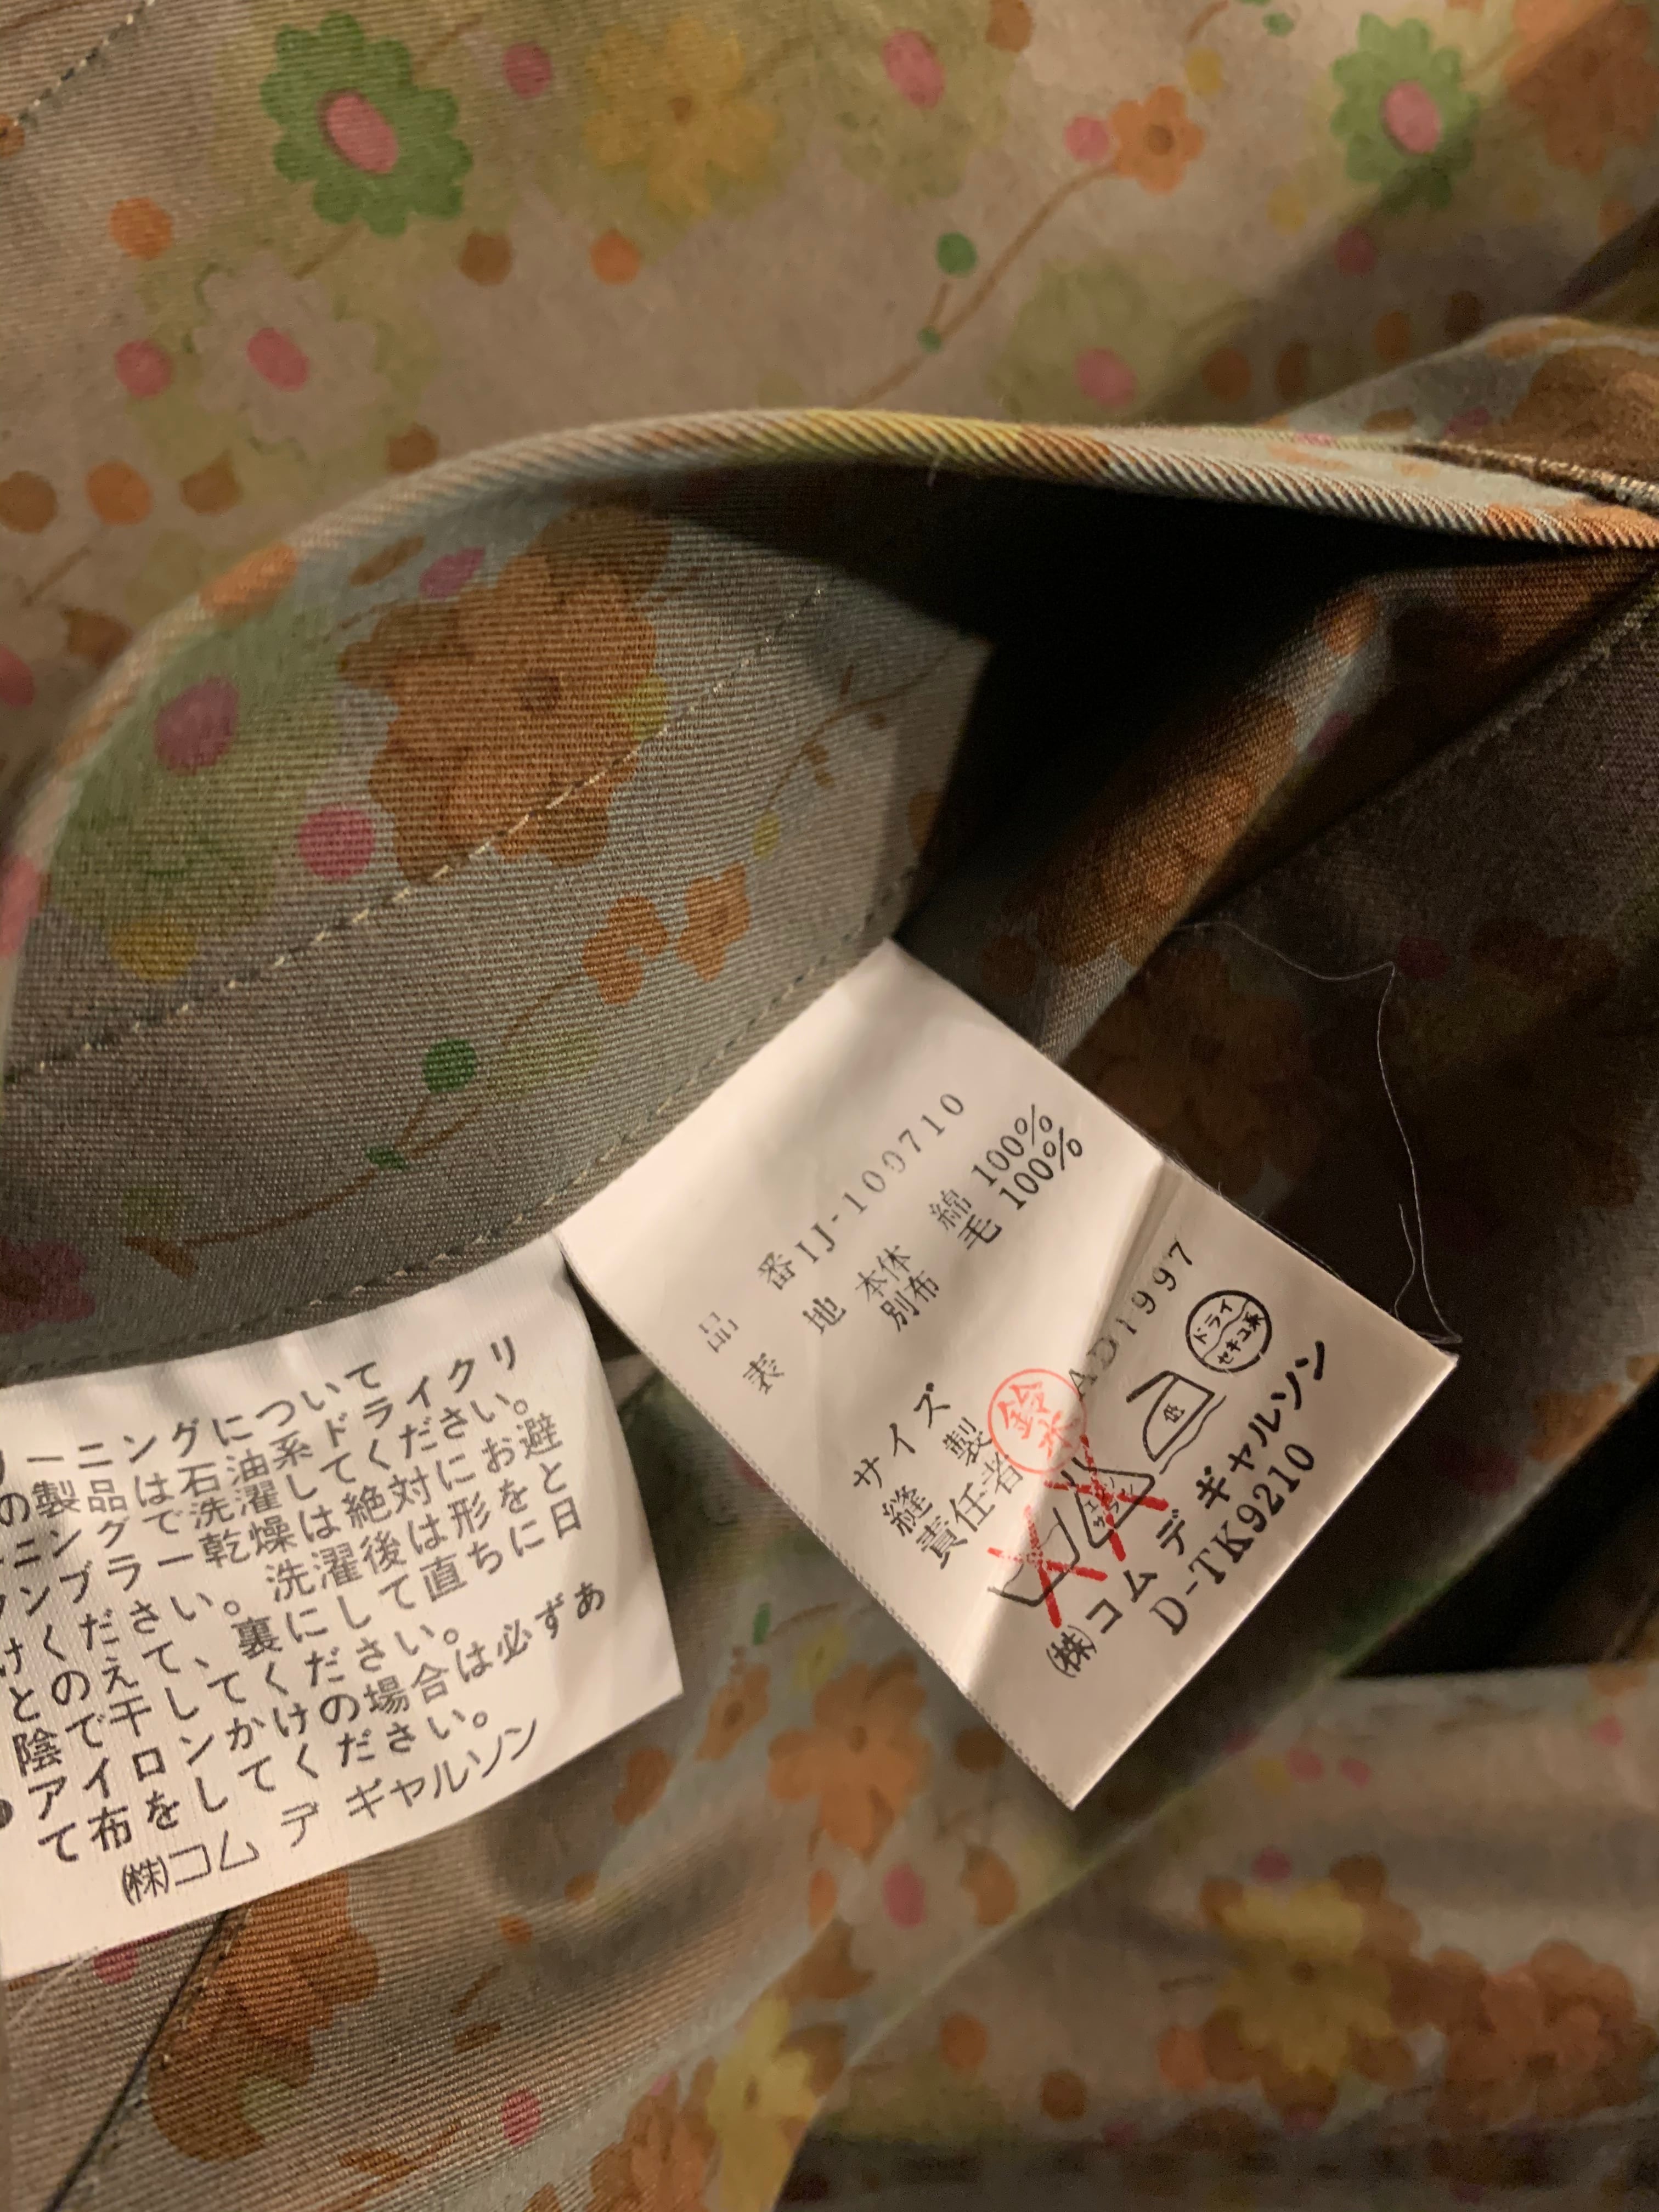 ーニングについて
の製品は石油系ドライクリ
ニングで洗濯してください。
ンブラー乾燥は絶対にお避
けください。洗濯後は形をと
とのえて、裏にして直ちに日
陰で干してください。
アイロンかけの場合は必ずあ
て布をしてください。
㈱コム デ ギャルソン
品 番 IJ-100710
表 地 本体 綿 100%
別布 毛 100%
サイズ
縫製
責任者
鈴木
AD1997
ドライ
セキユ系
㈱コム デ ギャルソン
D-TK9210